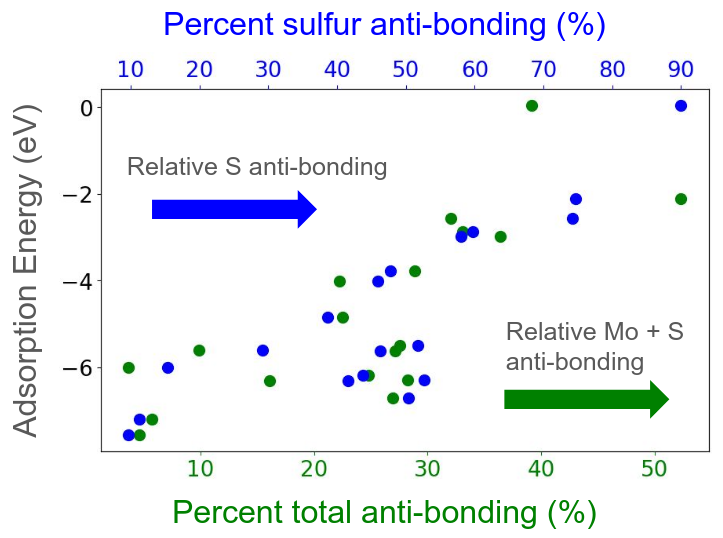 Percent sulfur anti-bonding (%)
10 20 30 40 50 60 70 80 90
Adsorption Energy (eV)
0
−2
−4
−6
Relative S anti-bonding
Relative Mo + S
anti-bonding
10 20 30 40 50
Percent total anti-bonding (%)